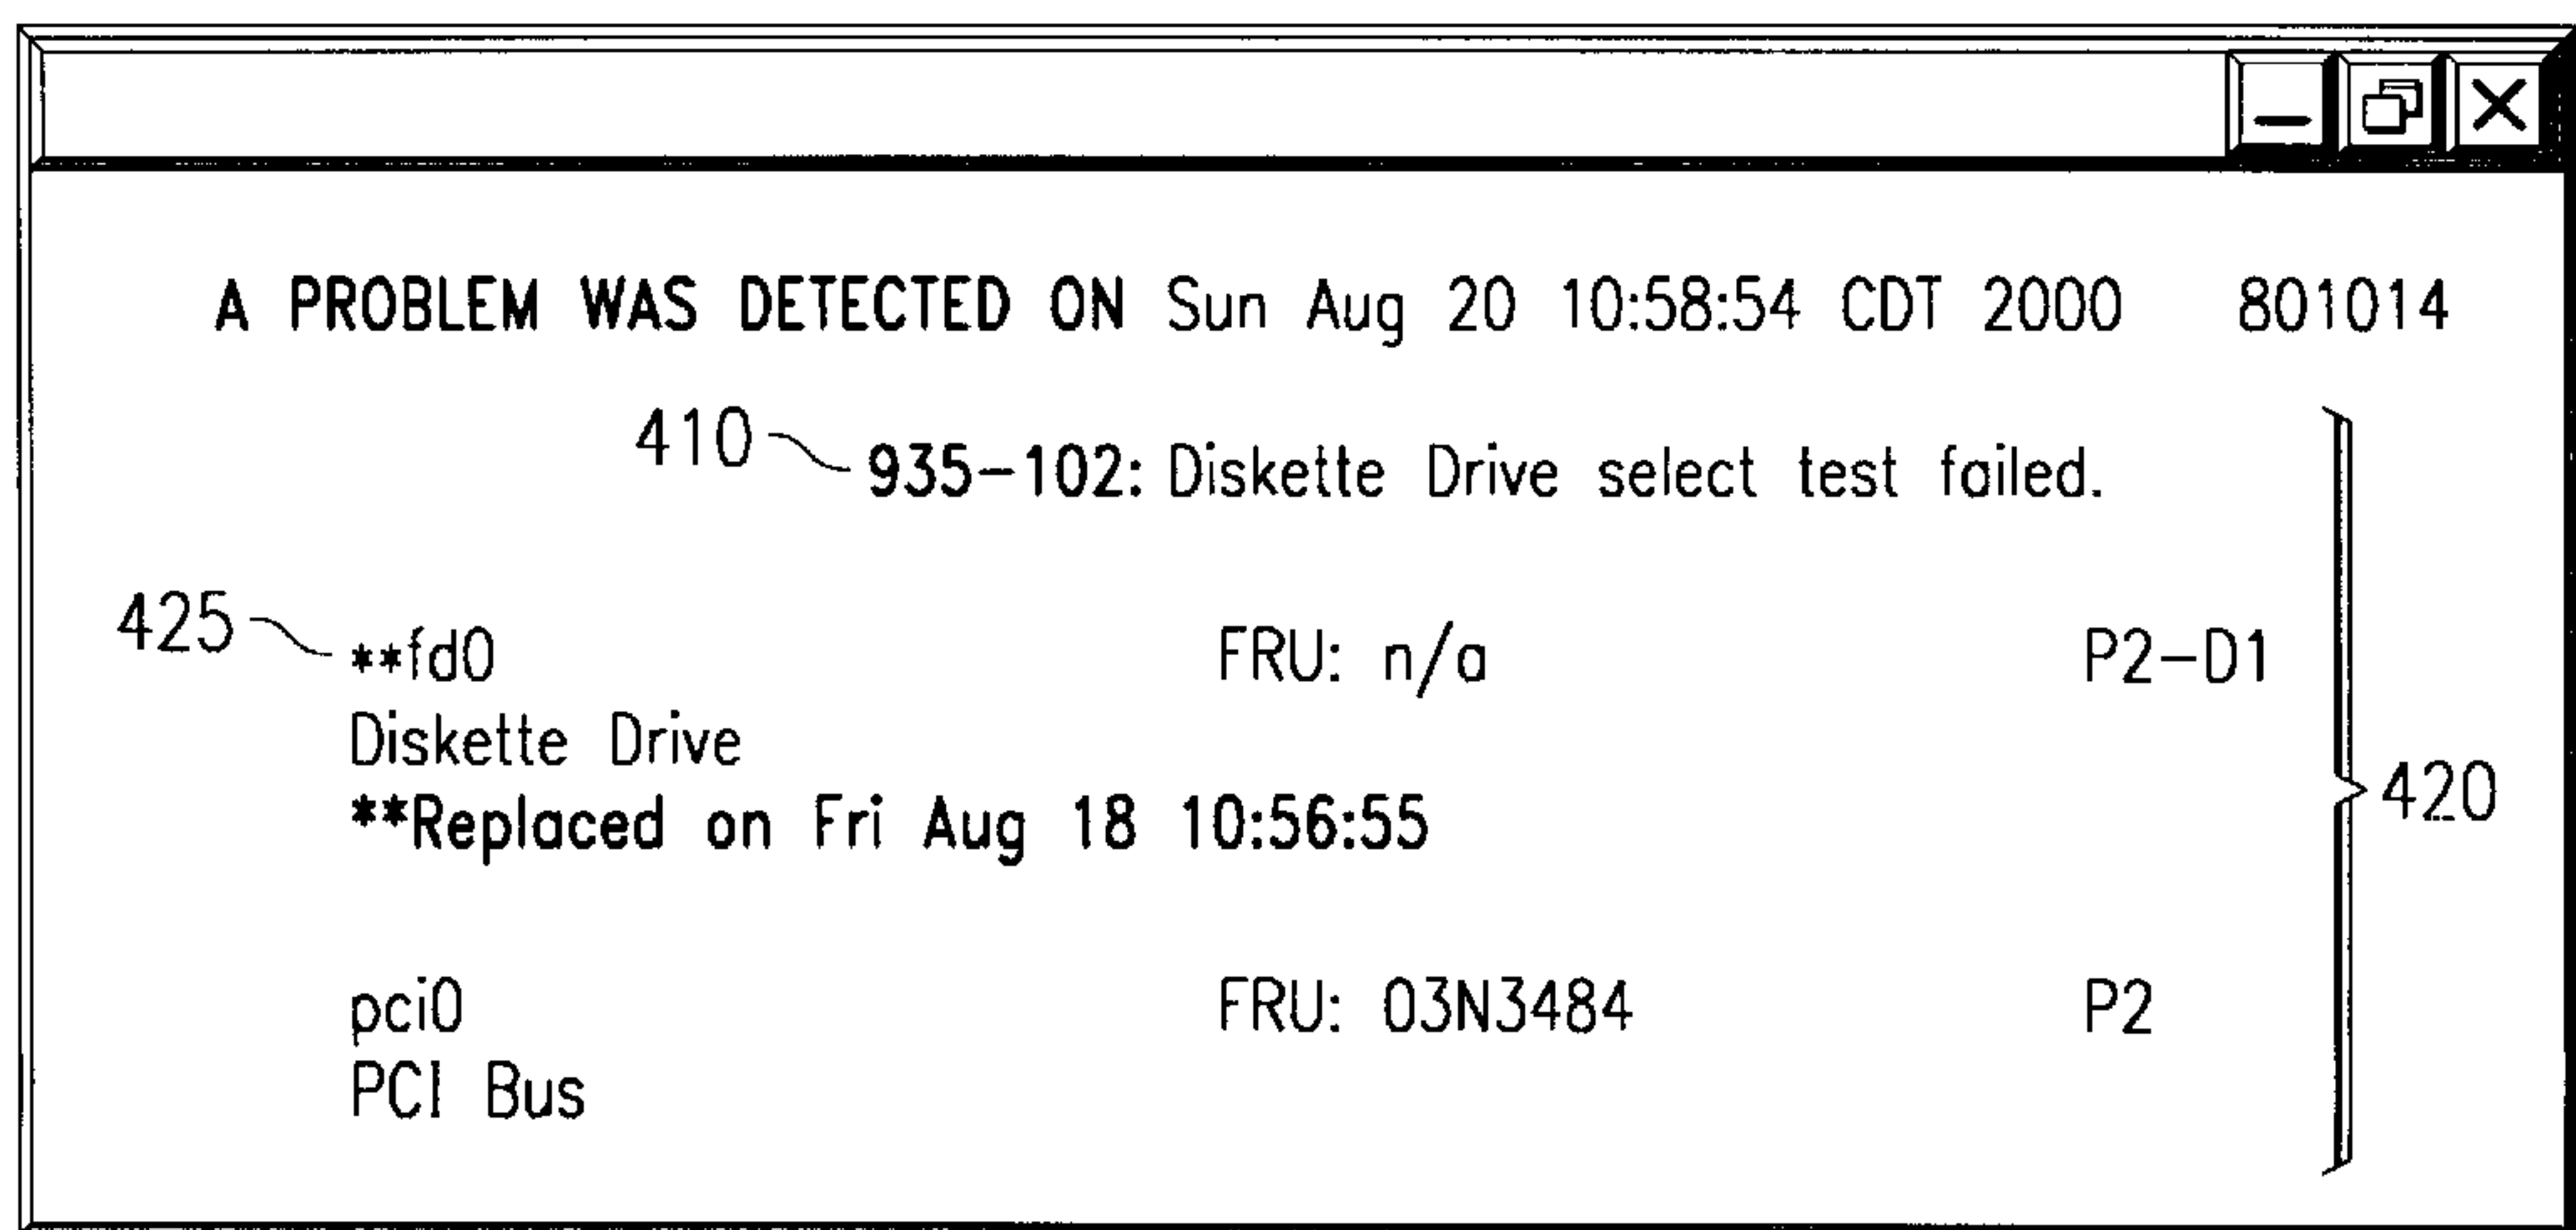 A PROBLEM WAS DETECTED ON Sun Aug 20 10:58:54 CDT 2000 801014
410 935-102: Diskette Drive select test failed.
425 **fd0 FRU: n/a P2-D1
Diskette Drive
420
**Replaced on Fri Aug 18 10:56:55
pci0 FRU: 03N3484 P2
PCI Bus